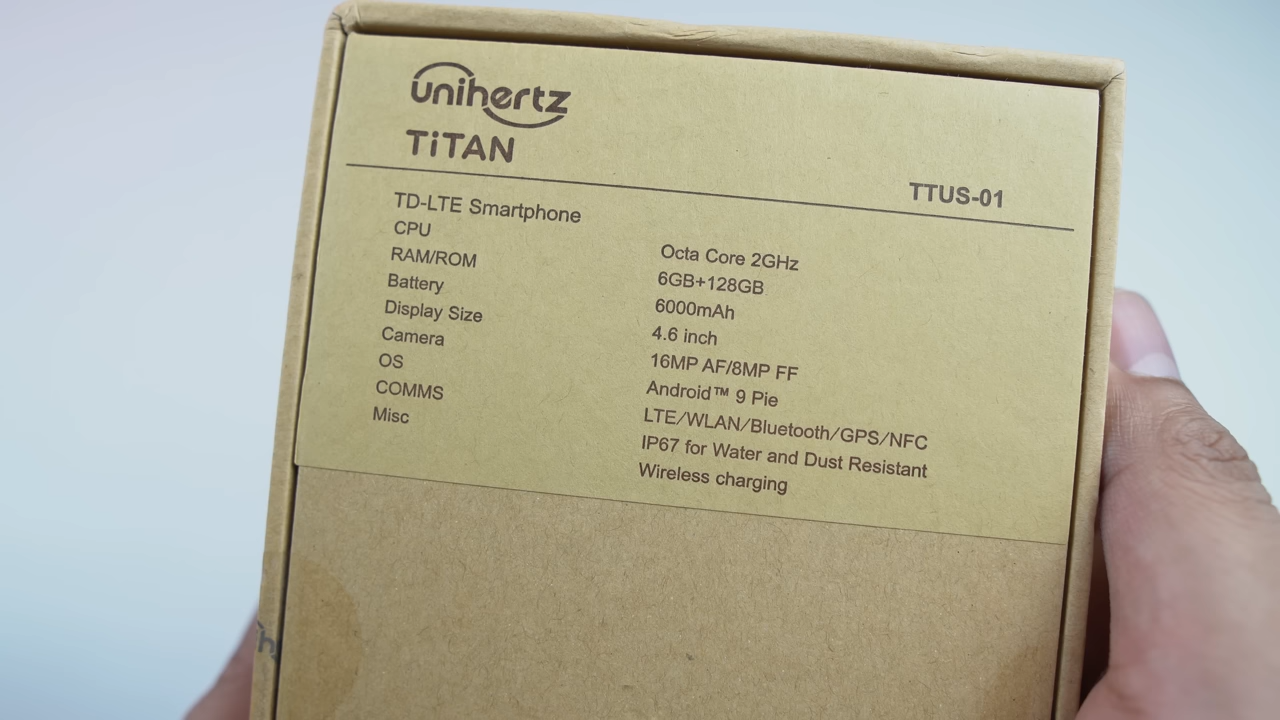 unihertz
TiTAN
TTUS-01
TD-LTE Smartphone
CPU Octa Core 2GHz
RAM/ROM 6GB+128GB
Battery 6000mAh
Display Size 4.6 inch
Camera 16MP AF/8MP FF
OS Android™ 9 Pie
COMMS LTE/WLAN/Bluetooth/GPS/NFC
Misc IP67 for Water and Dust Resistant
Wireless charging